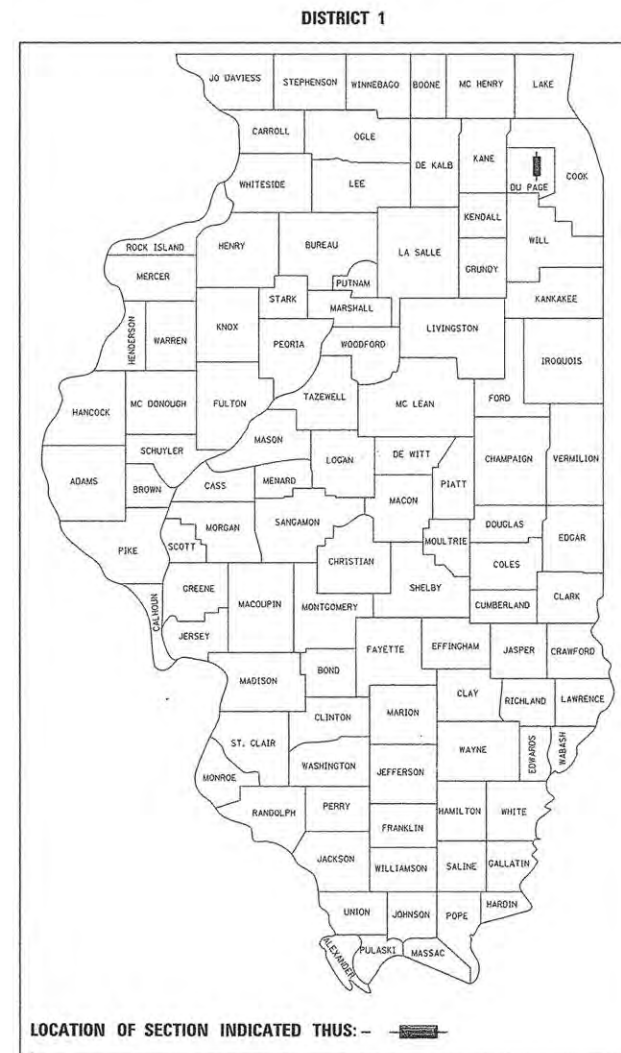 DISTRICT 1
JO DAVIESS
STEPHENSON
WINNEBAGO
BOONE
MC HENRY
LAKE
CARROLL
OGLE
DE KALB
KANE
COOK
DU PAGE
WHITESIDE
LEE
KENDALL
WILL
ROCK ISLAND
HENRY
BUREAU
LA SALLE
GRUNDY
MERCER
PUTNAM
KANKAKEE
STARK
MARSHALL
LIVINGSTON
HENDERSON
WARREN
KNOX
PEORIA
WOODFORD
IROQUOIS
HANCOCK
MC DONOUGH
FULTON
TAZEWELL
MC LEAN
FORD
MASON
SCHUYLER
LOGAN
DE WITT
CHAMPAIGN
VERMILION
ADAMS
BROWN
CASS
MENARD
PIATT
MACON
MORGAN
SANGAMON
DOUGLAS
PIKE
SCOTT
CHRISTIAN
MOULTRIE
EDGAR
COLES
CALHOUN
GREENE
MACOUPIN
MONTGOMERY
SHELBY
CUMBERLAND
CLARK
JERSEY
FAYETTE
EFFINGHAM
JASPER
CRAWFORD
MADISON
BOND
CLAY
RICHLAND
LAWRENCE
CLINTON
MARION
ST. CLAIR
WAYNE
EDWARDS
WABASH
MONROE
WASHINGTON
JEFFERSON
RANDOLPH
PERRY
HAMILTON
WHITE
FRANKLIN
JACKSON
WILLIAMSON
SALINE
GALLATIN
UNION
JOHNSON
POPE
HARDIN
ALEXANDER
PULASKI
MASSAC
LOCATION OF SECTION INDICATED THUS: –